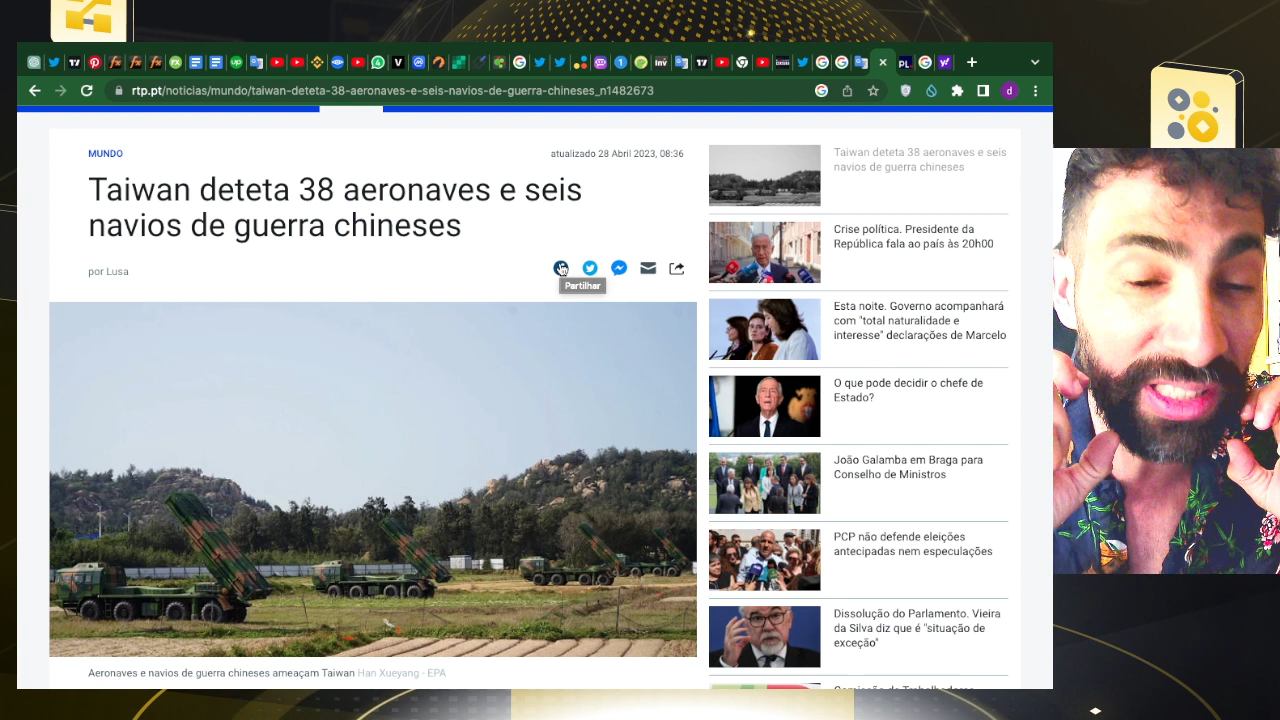 rtp.pt/noticias/mundo/taiwan-deteta-38-aeronaves-e-seis-navios-de-guerra-chineses_n1482673
MUNDO
atualizado 28 Abril 2023, 08:36
Taiwan deteta 38 aeronaves e seis
navios de guerra chineses
por Lusa
Partilhar
Aeronaves e navios de guerra chineses ameaçam Taiwan Han Xueyang - EPA
Taiwan deteta 38 aeronaves e seis
navios de guerra chineses
Crise política. Presidente da
República fala ao país às 20h00
Esta noite. Governo acompanhará
com "total naturalidade e
interesse" declarações de Marcelo
O que pode decidir o chefe de
Estado?
João Galamba em Braga para
Conselho de Ministros
PCP não defende eleições
antecipadas nem especulações
Dissolução do Parlamento. Vieira
da Silva diz que é "situação de
exceção"